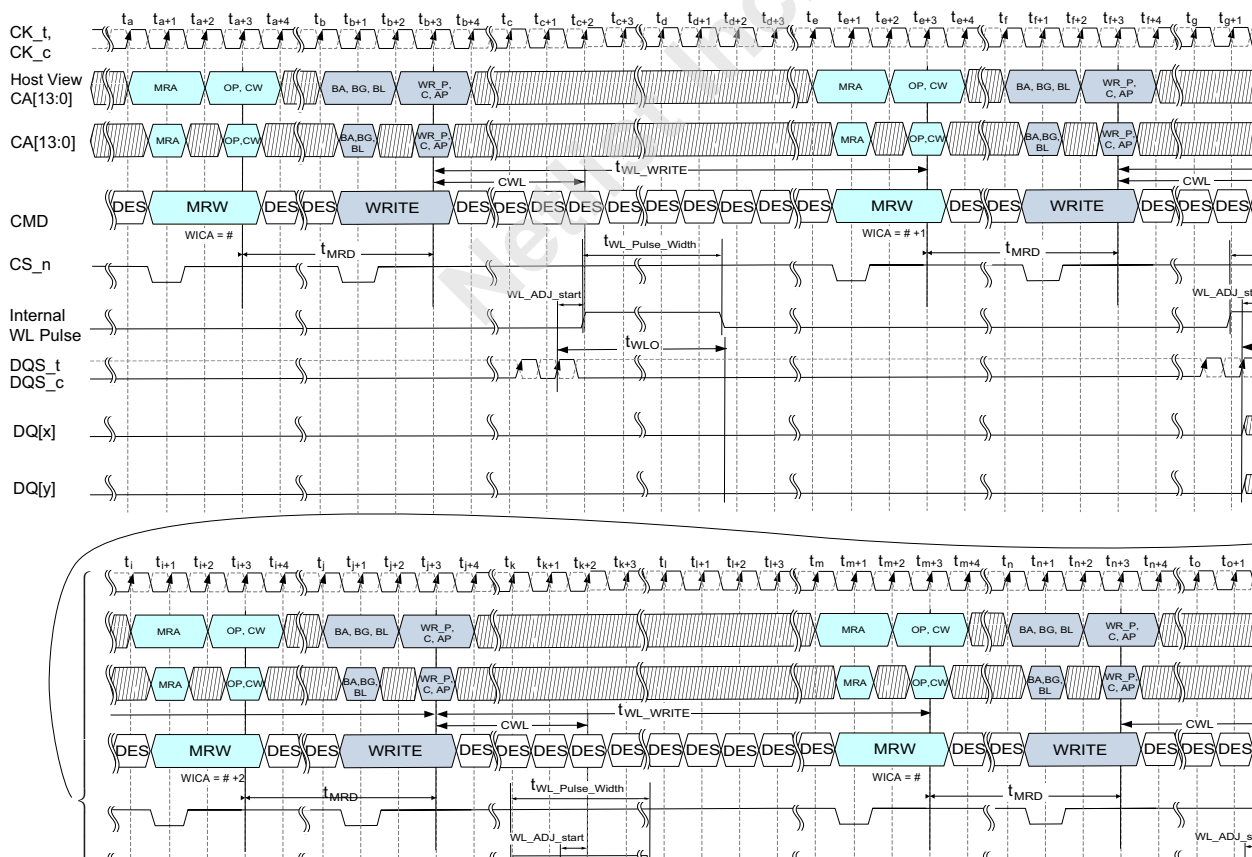 ta ta+1 ta+2 ta+3 ta+4 tb tb+1 tb+2 tb+3 tb+4 tc tc+1 tc+2 tc+3 td td+1 td+2 td+3 te te+1 te+2 te+3 te+4 tf tf+1 tf+2 tf+3 tf+4 tg tg+1
CK_t,
CK_c
Host View
CA[13:0]
MRA OP, CW BA, BG, BL WR_P, C, AP MRA OP, CW BA, BG, BL WR_P, C, AP
CA[13:0]
MRA OP,CW BA,BG, BL WR_P, C, AP MRA OP,CW BA,BG, BL WR_P, C, AP
tWL_WRITE
CWL CWL
CMD
DES MRW DES DES WRITE DES DES DES DES DES DES DES DES DES DES MRW DES DES WRITE DES DES DES
WICA = # WICA = # +1
tMRD tWL_Pulse_Width tMRD
CS_n
WL_ADJ_start WL_ADJ_st
Internal
WL Pulse
tWLO
DQS_t
DQS_c
DQ[x]
DQ[y]
Netlist Inc
ti ti+1 ti+2 ti+3 ti+4 tj tj+1 tj+2 tj+3 tj+4 tk tk+1 tk+2 tk+3 tl tl+1 tl+2 tl+3 tm tm+1 tm+2 tm+3 tm+4 tn tn+1 tn+2 tn+3 tn+4 to to+1
MRA OP, CW BA, BG, BL WR_P, C, AP MRA OP, CW BA, BG, BL WR_P, C, AP
MRA OP,CW BA,BG, BL WR_P, C, AP MRA OP,CW BA,BG, BL WR_P, C, AP
tWL_WRITE
CWL CWL
DES MRW DES DES WRITE DES DES DES DES DES DES DES DES DES DES MRW DES DES WRITE DES DES DES
WICA = # +2 WICA = #
tMRD tWL_Pulse_Width tMRD
WL_ADJ_start WL_ADJ_s